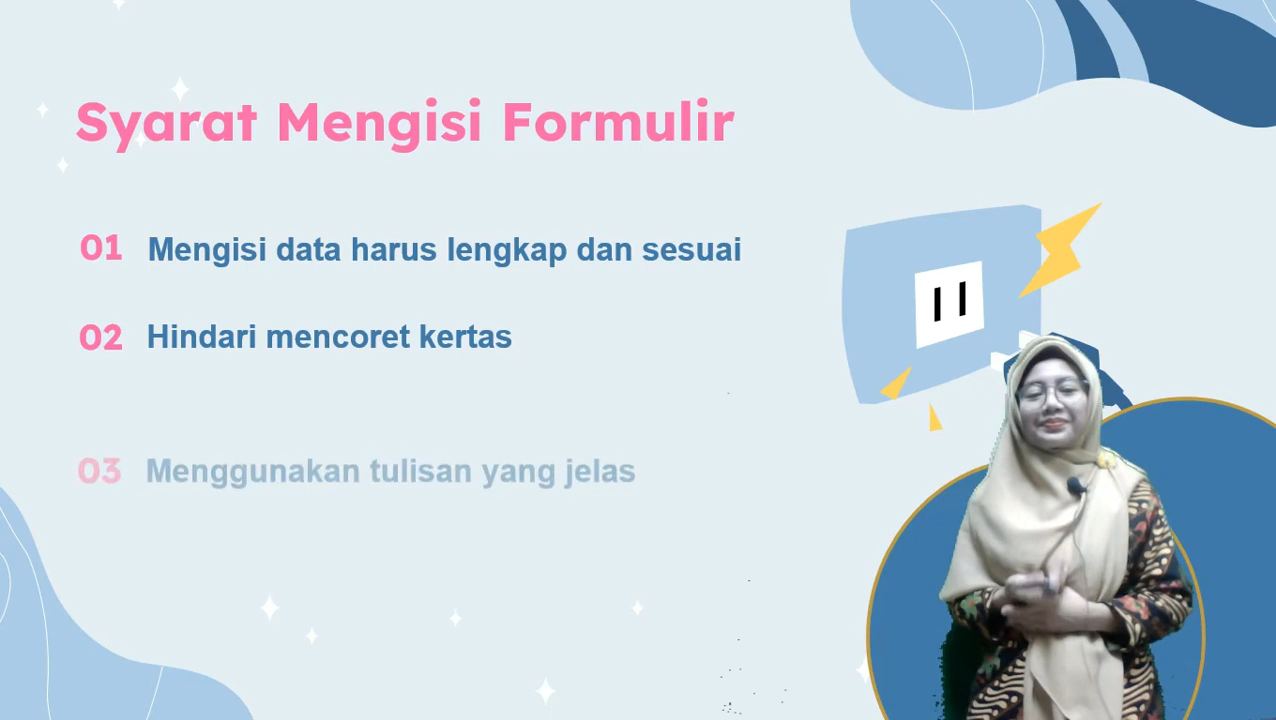 Syarat Mengisi Formulir
01 Mengisi data harus lengkap dan sesuai
02 Hindari mencoret kertas
03 Menggunakan tulisan yang jelas